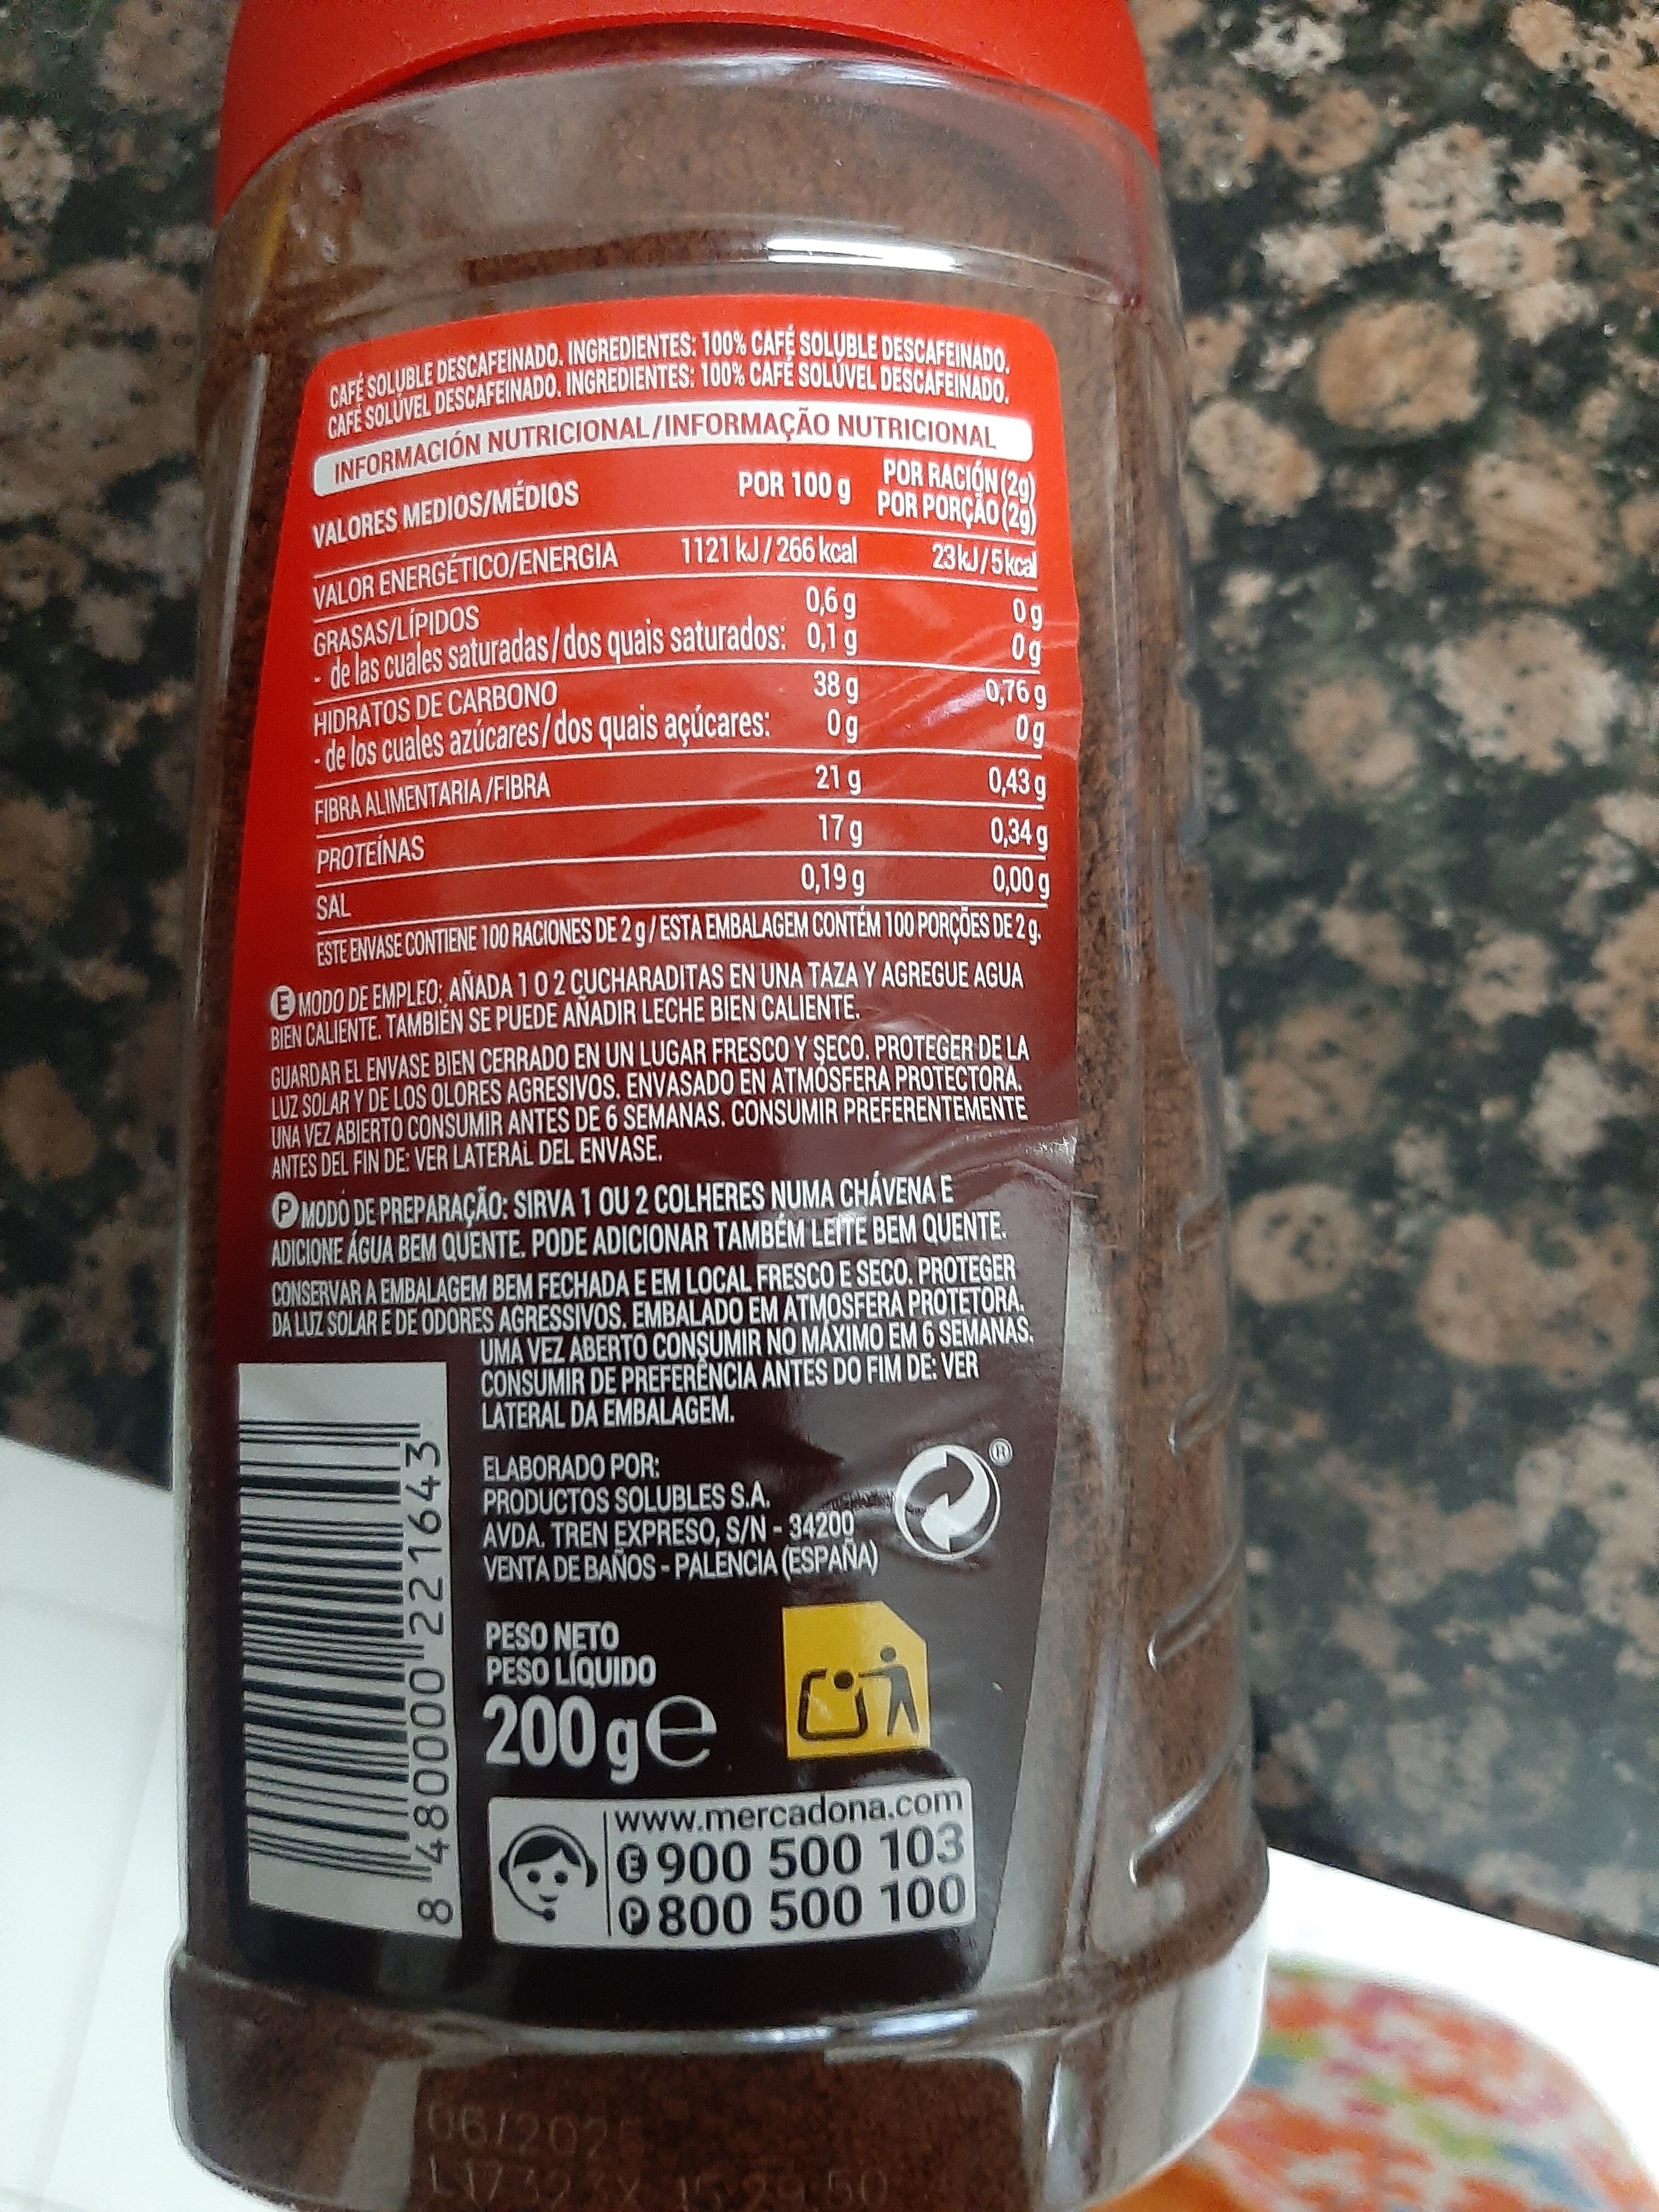 CAFÉ SOLUBLE DESCAFEINADO. INGREDIENTES: 100% CAFÉ SOLUBLE DESCAFEINADO.
CAFÉ SOLÚVEL DESCAFEINADO. INGREDIENTES: 100% CAFÉ SOLÚVEL DESCAFEINADO.
INFORMACIÓN NUTRICIONAL/INFORMAÇÃO NUTRICIONAL
VALORES MEDIOS/MÉDIOS POR 100 g POR RACIÓN (2g)
POR PORÇÃO (2g)
VALOR ENERGÉTICO/ENERGIA 1121 kJ / 266 kcal 23 kJ / 5 kcal
GRASAS/LÍPIDOS 0,6 g 0 g
- de las cuales saturadas/dos quais saturados: 0,1 g 0 g
HIDRATOS DE CARBONO 38 g 0,76 g
- de los cuales azúcares/dos quais açúcares: 0 g 0 g
FIBRA ALIMENTARIA/FIBRA 21 g 0,43 g
PROTEÍNAS 17 g 0,34 g
SAL 0,19 g 0,00 g
ESTE ENVASE CONTIENE 100 RACIONES DE 2 g / ESTA EMBALAGEM CONTÉM 100 PORÇÕES DE 2 g.
E MODO DE EMPLEO: AÑADA 1 O 2 CUCHARADITAS EN UNA TAZA Y AGREGUE AGUA
BIEN CALIENTE. TAMBIÉN SE PUEDE AÑADIR LECHE BIEN CALIENTE.
GUARDAR EL ENVASE BIEN CERRADO EN UN LUGAR FRESCO Y SECO. PROTEGER DE LA
LUZ SOLAR Y DE LOS OLORES AGRESIVOS. ENVASADO EN ATMÓSFERA PROTECTORA.
UNA VEZ ABIERTO CONSUMIR ANTES DE 6 SEMANAS. CONSUMIR PREFERENTEMENTE
ANTES DEL FIN DE: VER LATERAL DEL ENVASE.
P MODO DE PREPARAÇÃO: SIRVA 1 OU 2 COLHERES NUMA CHÁVENA E
ADICIONE ÁGUA BEM QUENTE. PODE ADICIONAR TAMBÉM LEITE BEM QUENTE.
CONSERVAR A EMBALAGEM BEM FECHADA E EM LOCAL FRESCO E SECO. PROTEGER
DA LUZ SOLAR E DE ODORES AGRESSIVOS. EMBALADO EM ATMOSFERA PROTETORA.
UMA VEZ ABERTO CONSUMIR NO MÁXIMO EM 6 SEMANAS.
CONSUMIR DE PREFERÊNCIA ANTES DO FIM DE: VER
LATERAL DA EMBALAGEM.
ELABORADO POR:
PRODUCTOS SOLUBLES S.A.
AVDA. TREN EXPRESO, S/N - 34200
VENTA DE BAÑOS - PALENCIA (ESPAÑA)
®
PESO NETO
PESO LÍQUIDO
200 g e
8 480000 221643
www.mercadona.com
E 900 500 103
P 800 500 100